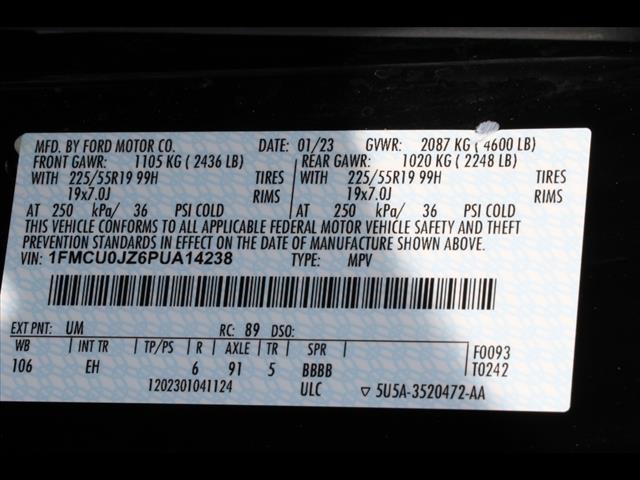 MFD. BY FORD MOTOR CO. DATE: 01/23 GVWR: 2087 KG ( 4600 LB)
FRONT GAWR: 1105 KG ( 2436 LB) REAR GAWR: 1020 KG ( 2248 LB)
WITH 225/55R19 99H TIRES WITH 225/55R19 99H TIRES
19x7.0J RIMS 19x7.0J RIMS
AT 250 kPa/ 36 PSI COLD AT 250 kPa/ 36 PSI COLD
THIS VEHICLE CONFORMS TO ALL APPLICABLE FEDERAL MOTOR VEHICLE SAFETY AND THEFT
PREVENTION STANDARDS IN EFFECT ON THE DATE OF MANUFACTURE SHOWN ABOVE.
VIN: 1FMCU0JZ6PUA14238 TYPE: MPV
EXT PNT: UM RC: 89 DSO:
WB INT TR TP/PS R AXLE TR SPR F0093
106 EH 6 91 5 BBBB T0242
1202301041124 ULC ▽ 5U5A-3520472-AA